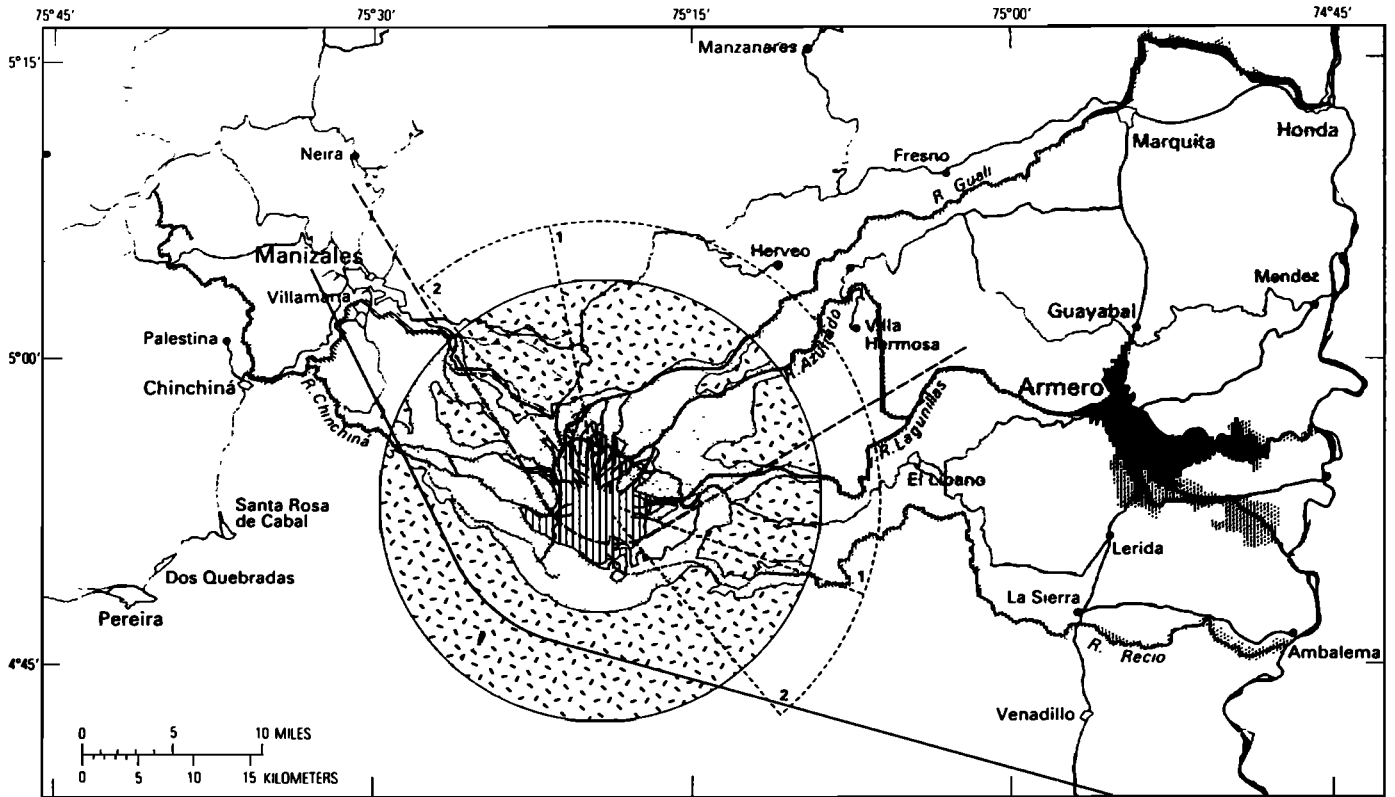 75°45'
75°30'
75°15'
75°00'
74°45'
5°15'
Manzanares
Honda
Marquita
Neira
Fresno
R Guali
1
Manizales
Herveo
2
Mendez
Villamaria
Guayabal
Palestina
5°00'
R. Azufrado
Villa
Hermosa
Chinchiná
R. Chinchiná
Armero
R. Lagunillas
El Libano
Santa Rosa
de Cabal
Lerida
Dos Quebradas
1
La Sierra
Pereira
R. Recio
Ambalema
4°45'
2
Venadillo
0 5 10 MILES
0 5 10 15 KILOMETERS